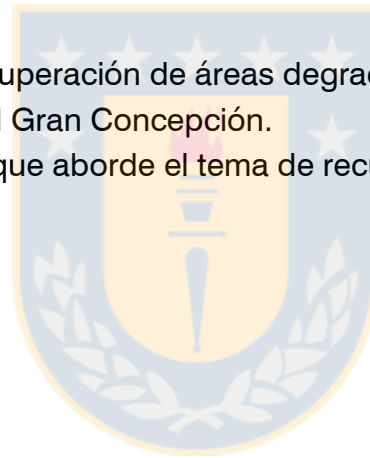 uperación de áreas degrad
Gran Concepción.
que aborde el tema de recu